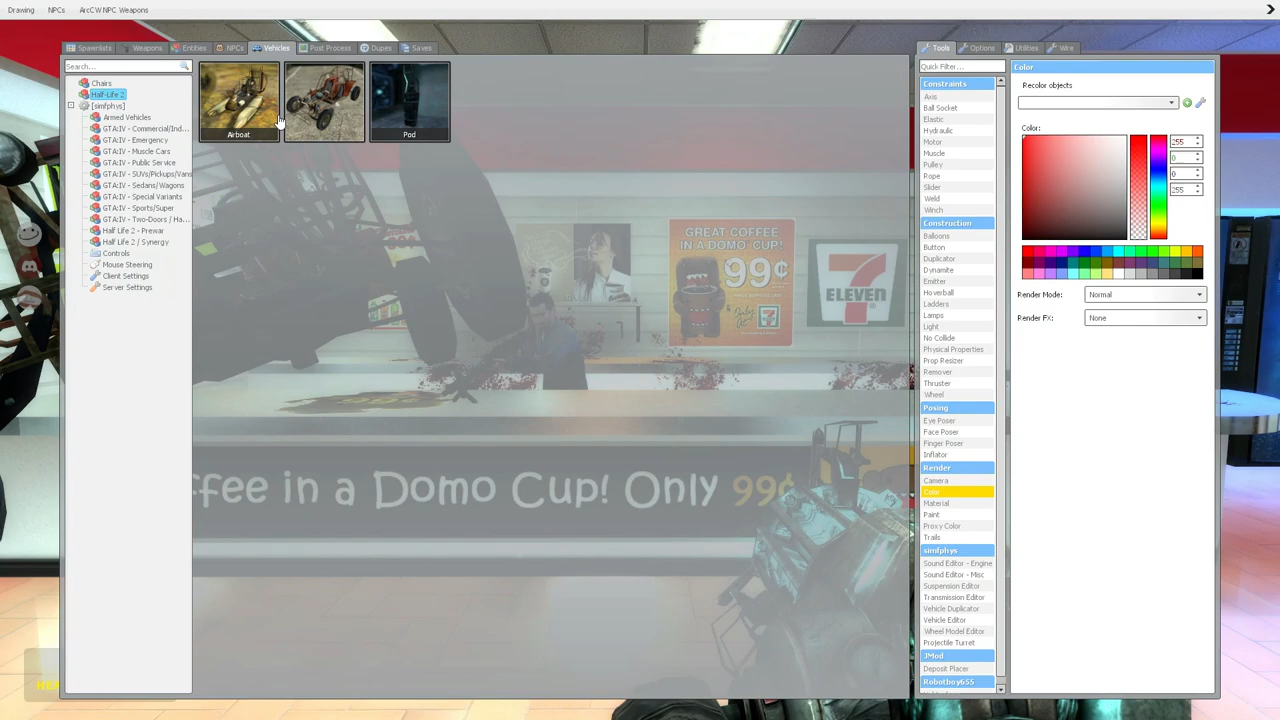 Drawing NPCs ArcCW NPC Weapons
Spawnlists Weapons Entities NPCs Vehicles Post Process Dupes Saves
Search...
Chairs
Half-Life 2
[simfphys]
Armed Vehicles
GTA:IV - Commercial/Ind...
GTA:IV - Emergency
GTA:IV - Muscle Cars
GTA:IV - Public Service
GTA:IV - SUVs/Pickups/Vans
GTA:IV - Sedans/Wagons
GTA:IV - Special Variants
GTA:IV - Sports/Super
GTA:IV - Two-Doors / Ha...
Half Life 2 - Prewar
Half Life 2 / Synergy
Controls
Mouse Steering
Client Settings
Server Settings
Airboat
Pod
GREAT COFFEE
IN A DOMO CUP!
99¢
Only
7
ELEVEN
ffee in a Domo Cup! Only 99¢
Tools Options Utilities Wire
Quick Filter...
Constraints
Axis
Ball Socket
Elastic
Hydraulic
Motor
Muscle
Pulley
Rope
Slider
Weld
Winch
Construction
Balloons
Button
Duplicator
Dynamite
Emitter
Hoverball
Ladders
Lamps
Light
No Collide
Physical Properties
Prop Resizer
Remover
Thruster
Wheel
Posing
Eye Poser
Face Poser
Finger Poser
Inflator
Render
Camera
Color
Material
Paint
Proxy Color
Trails
simfphys
Sound Editor - Engine
Sound Editor - Misc
Suspension Editor
Transmission Editor
Vehicle Duplicator
Vehicle Editor
Wheel Model Editor
Projectile Turret
JMod
Deposit Placer
Robotboy655
Color
Recolor objects
Color:
255
0
0
255
Render Mode: Normal
Render FX: None